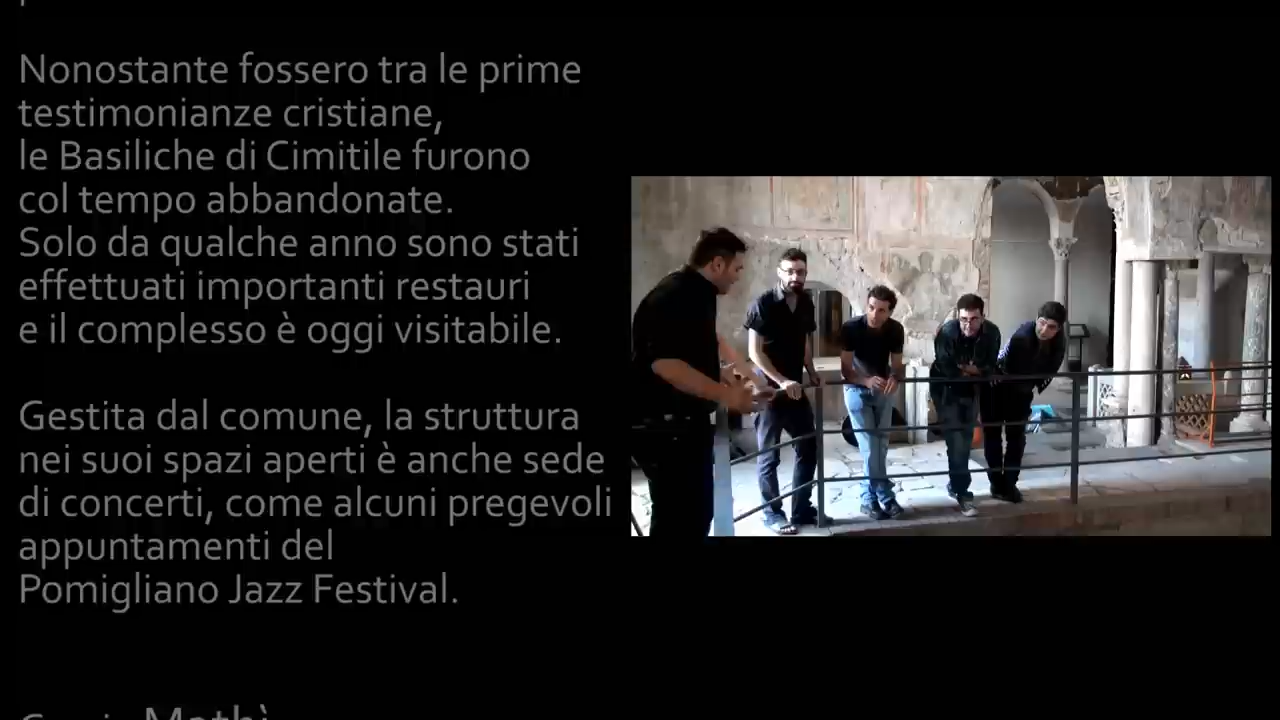 Nonostante fossero tra le prime
testimonianze cristiane,
le Basiliche di Cimitile furono
col tempo abbandonate.
Solo da qualche anno sono stati
effettuati importanti restauri
e il complesso è oggi visitabile.
Gestita dal comune, la struttura
nei suoi spazi aperti è anche sede
di concerti, come alcuni pregevoli
appuntamenti del
Pomigliano Jazz Festival.
Mathì